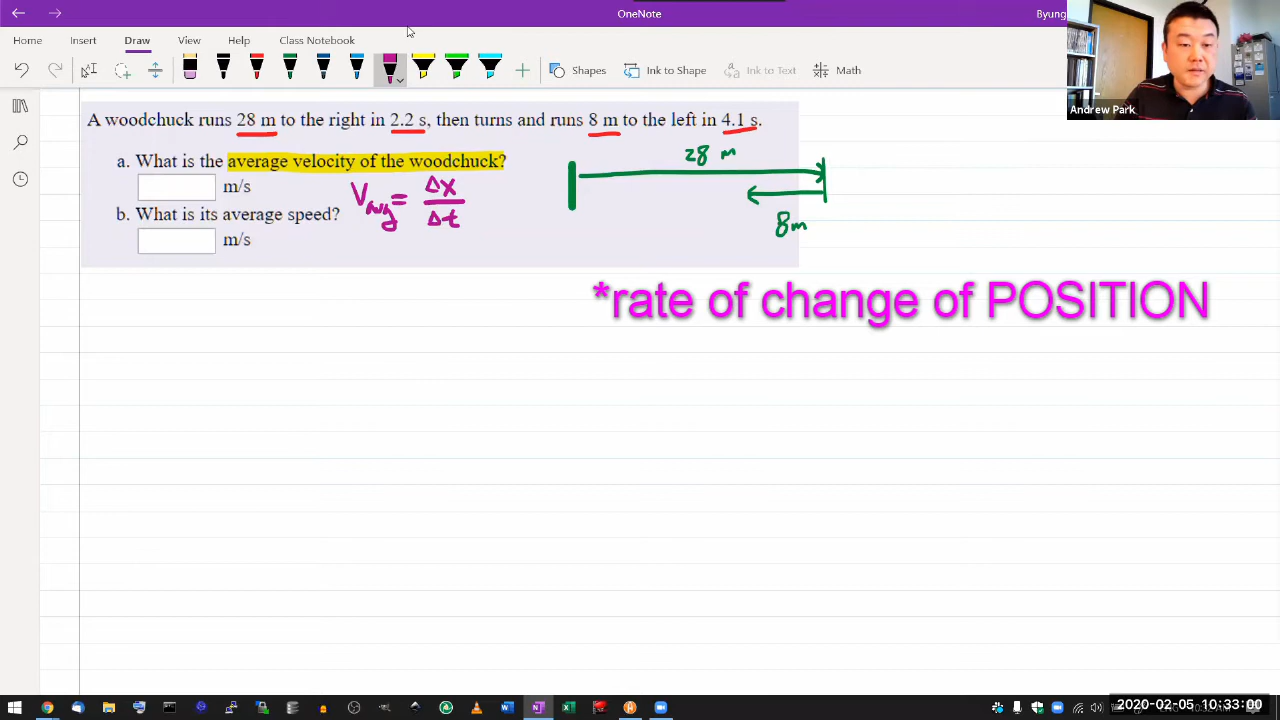 OneNote
Byung
Home Insert Draw View Help Class Notebook
Shapes Ink to Shape Ink to Text Math
Andrew Park
A woodchuck runs 28 m to the right in 2.2 s, then turns and runs 8 m to the left in 4.1 s.
28 m
a. What is the average velocity of the woodchuck?
m/s
Vavg = Δx/Δt
b. What is its average speed?
8m
m/s
*rate of change of POSITION
2020-02-05 10:33:00